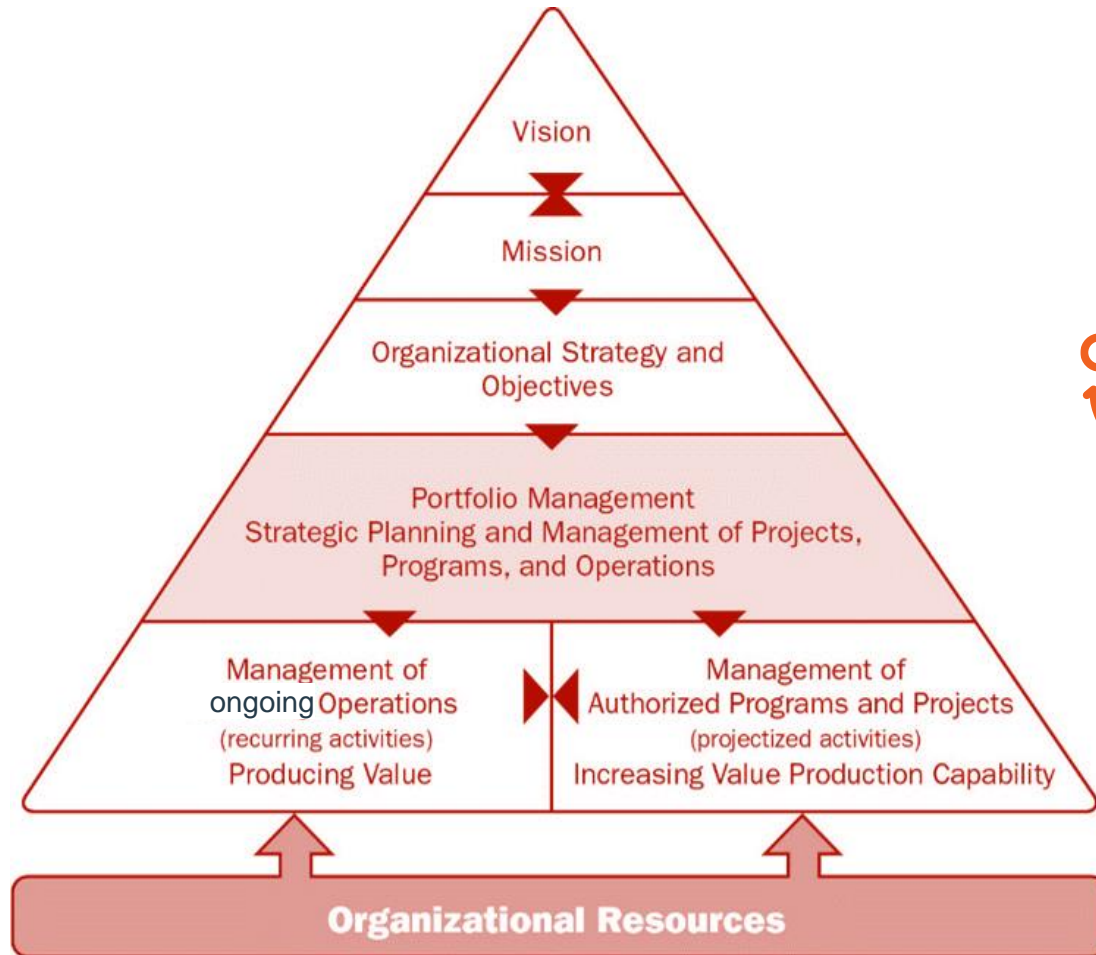 Vision
Mission
Organizational Strategy and
Objectives
Portfolio Management
Strategic Planning and Management of Projects,
Programs, and Operations
Management of
ongoing Operations
(recurring activities)
Producing Value
Management of
Authorized Programs and Projects
(projectized activities)
Increasing Value Production Capability
Organizational Resources